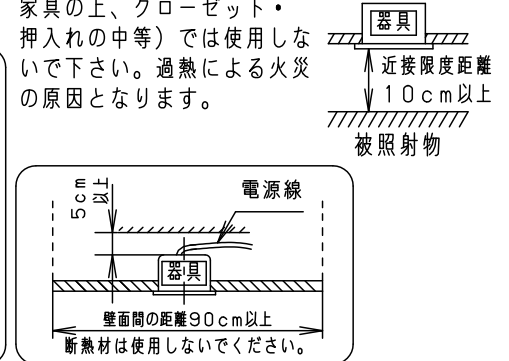 家具の上、クローゼット・
押入れの中等）では使用しな
いで下さい。過熱による火災
の原因となります。
器具
近接限度距離
10cm以上
被照射物
5cm
以上
電源線
器具
壁面間の距離90cm以上
断熱材は使用しないでください。